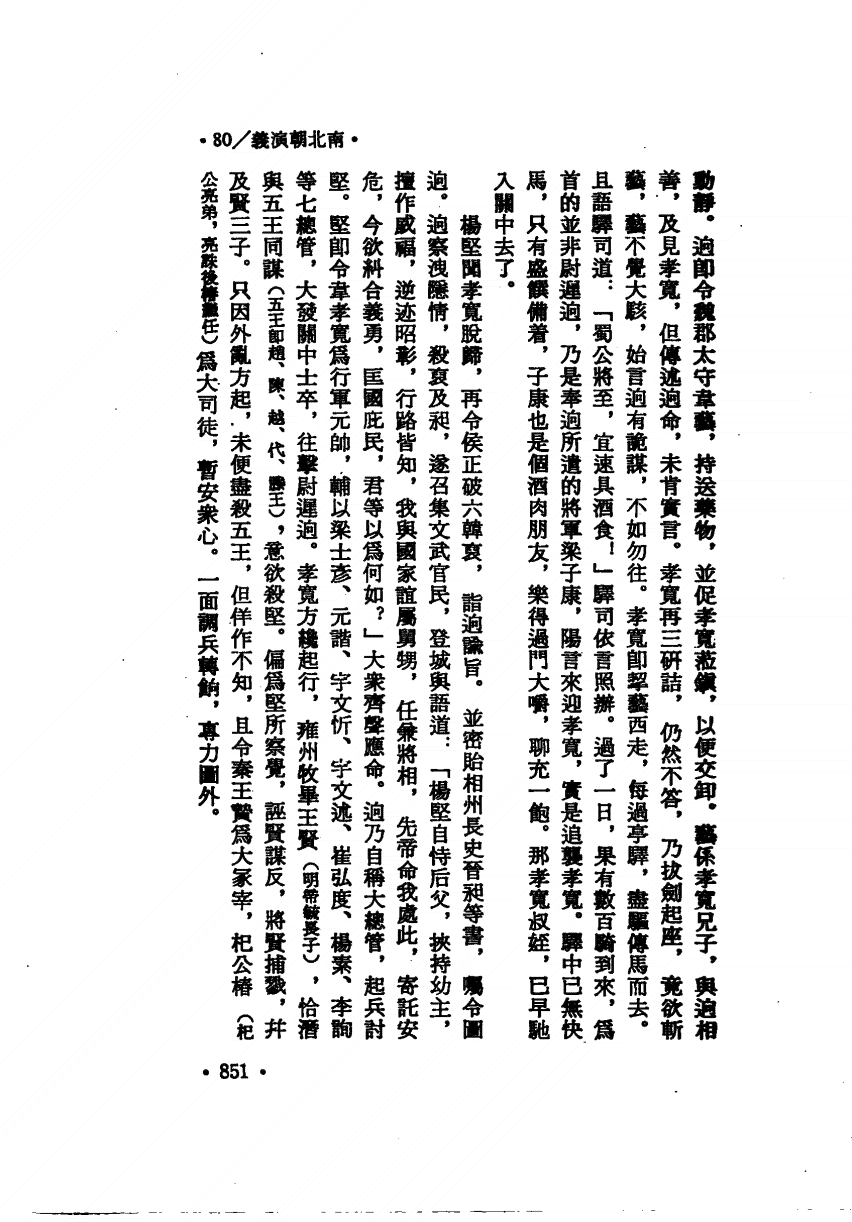 •80／義演朝北南•
動靜。迥卽令魏郡太守韋藝，持送藥物，並促孝寬蒞鎭，以便交卸。藝係孝寬兄子，與迥相
善，及見孝寬，但傳述迥命，未肯實言。孝寬再三硏詰，仍然不答，乃拔劍起座，竟欲斬
藝，藝不覺大駭，始言迥有詭謀，不如勿往。孝寬卽挈藝西走，每過亭驛，盡驅傳馬而去。
且語驛司道：「蜀公將至，宜速具酒食！」驛司依言照辦。過了一日，果有數百騎到來，爲
首的並非尉遲迥，乃是奉迥所遣的將軍梁子康，陽言來迎孝寬，實是追襲孝寬。驛中已無快
馬，只有盛饌備着，子康也是個酒肉朋友，樂得過門大嚼，聊充一飽。那孝寬叔姪，已早馳
入關中去了。
楊堅聞孝寬脫歸，再令侯正破六韓裒，詣迥諭旨。並密貽相州長史晉昶等書，囑令圖
迥。迥察洩隱情，殺裒及昶，遂召集文武官民，登城與語道：「楊堅自恃后父，挾持幼主，
擅作威福，逆迹昭彰，行路皆知，我與國家誼屬舅甥，任兼將相，先帝命我處此，寄託安
危，今欲糾合義勇，匡國庇民，君等以爲何如？」大衆齊聲應命。迥乃自稱大總管，起兵討
堅。堅卽令韋孝寬爲行軍元帥，輔以梁士彥、元諧、宇文忻、宇文述、崔弘度、楊素、李詢
等七總管，大發關中士卒，往擊尉遲迥。孝寬方纔起行，雍州牧畢王賢（明帝毓長子），恰潛
與五王同謀（五王卽趙、陳、越、代、滕王），意欲殺堅。偏爲堅所察覺，誣賢謀反，將賢捕戮，幷
及賢三子。只因外亂方起，未便盡殺五王，但佯作不知，且令秦王贄爲大冢宰，杞公椿（杞
公亮弟，亮誅後椿繼任）爲大司徒，暫安衆心。一面調兵轉餉，專力圖外。
•851•